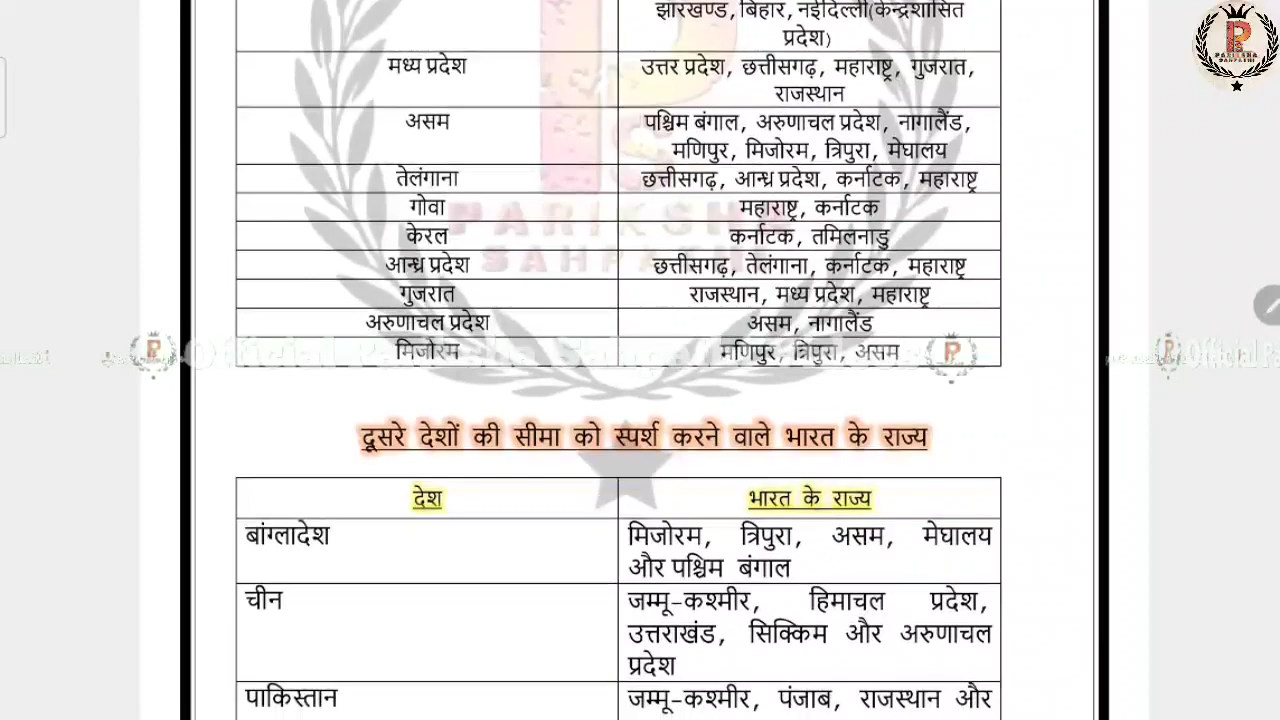 झारखण्ड, बिहार, नईदिल्ली(केन्द्रशासित
प्रदेश)
मध्य प्रदेश
उत्तर प्रदेश, छत्तीसगढ़, महाराष्ट्र, गुजरात,
राजस्थान
असम
पश्चिम बंगाल, अरुणाचल प्रदेश, नागालैंड,
मणिपुर, मिजोरम, त्रिपुरा, मेघालय
तेलंगाना
छत्तीसगढ़, आन्ध्र प्रदेश, कर्नाटक, महाराष्ट्र
गोवा
महाराष्ट्र, कर्नाटक
केरल
कर्नाटक, तमिलनाडु
आन्ध्र प्रदेश
छत्तीसगढ़, तेलंगाना, कर्नाटक, महाराष्ट्र
गुजरात
राजस्थान, मध्य प्रदेश, महाराष्ट्र
अरुणाचल प्रदेश
असम, नागालैंड
मिजोरम
मणिपुर, त्रिपुरा, असम
दूसरे देशों की सीमा को स्पर्श करने वाले भारत के राज्य
देश
भारत के राज्य
बांग्लादेश
मिजोरम, त्रिपुरा, असम, मेघालय
और पश्चिम बंगाल
चीन
जम्मू-कश्मीर, हिमाचल प्रदेश,
उत्तराखंड, सिक्किम और अरुणाचल
प्रदेश
पाकिस्तान
जम्मू-कश्मीर, पंजाब, राजस्थान और
PARIKSHA
SAHPATHI
PARIKSHA
SAHPATHI